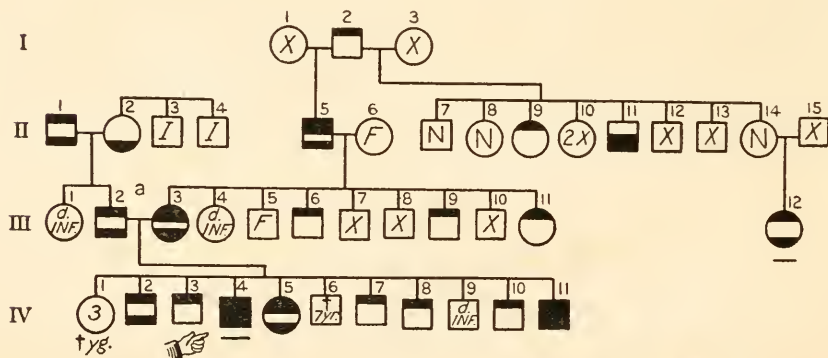 1 2 3
I X X
1 2 3 4 5 6 7 8 9 10 11 12 13 14 15
II I I F N N 2X X X N X
1 2 a 3 4 5 6 7 8 9 10 11 12
III d. INF. d. INF. F X X X
1 2 3 4 5 6 7 8 9 10 11
IV 3 † 7yr. d. INF.
†yg.